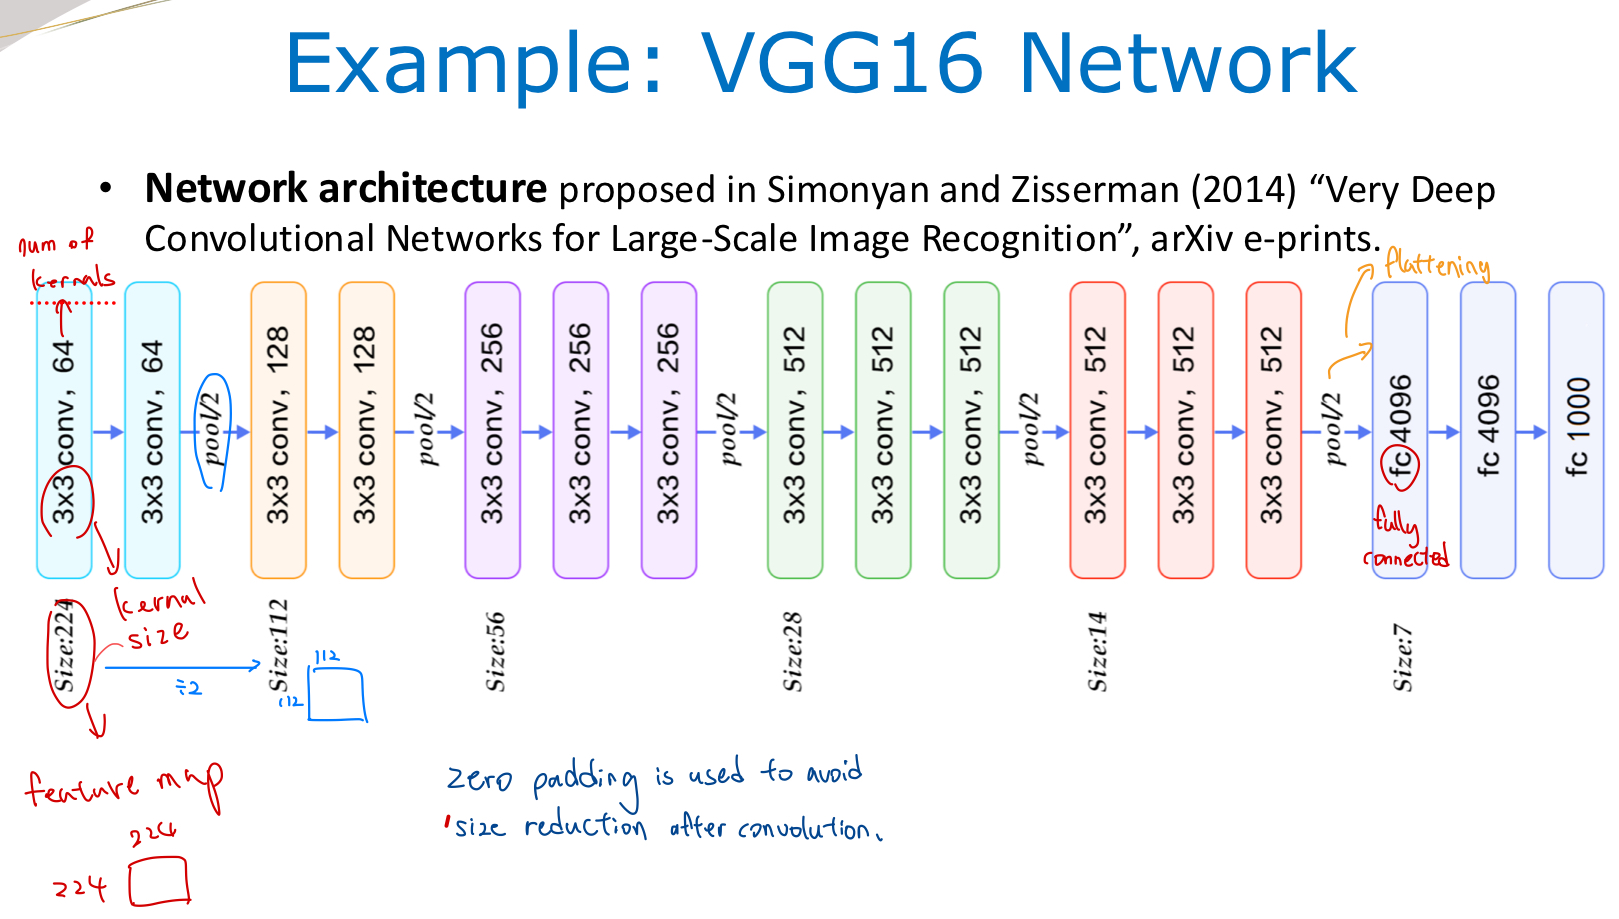 Example: VGG16 Network
• Network architecture proposed in Simonyan and Zisserman (2014) “Very Deep
Convolutional Networks for Large-Scale Image Recognition”, arXiv e-prints.
num of
kernals
flattening
3x3 conv, 64
3x3 conv, 64
pool/2
3x3 conv, 128
3x3 conv, 128
pool/2
3x3 conv, 256
3x3 conv, 256
3x3 conv, 256
pool/2
3x3 conv, 512
3x3 conv, 512
3x3 conv, 512
pool/2
3x3 conv, 512
3x3 conv, 512
3x3 conv, 512
pool/2
fc 4096
fc 4096
fc 1000
fully
connected
kernal
size
Size:224
÷2
Size:112
112
112
Size:56
Size:28
Size:14
Size:7
feature map
224
224
zero padding is used to avoid
size reduction after convolution.